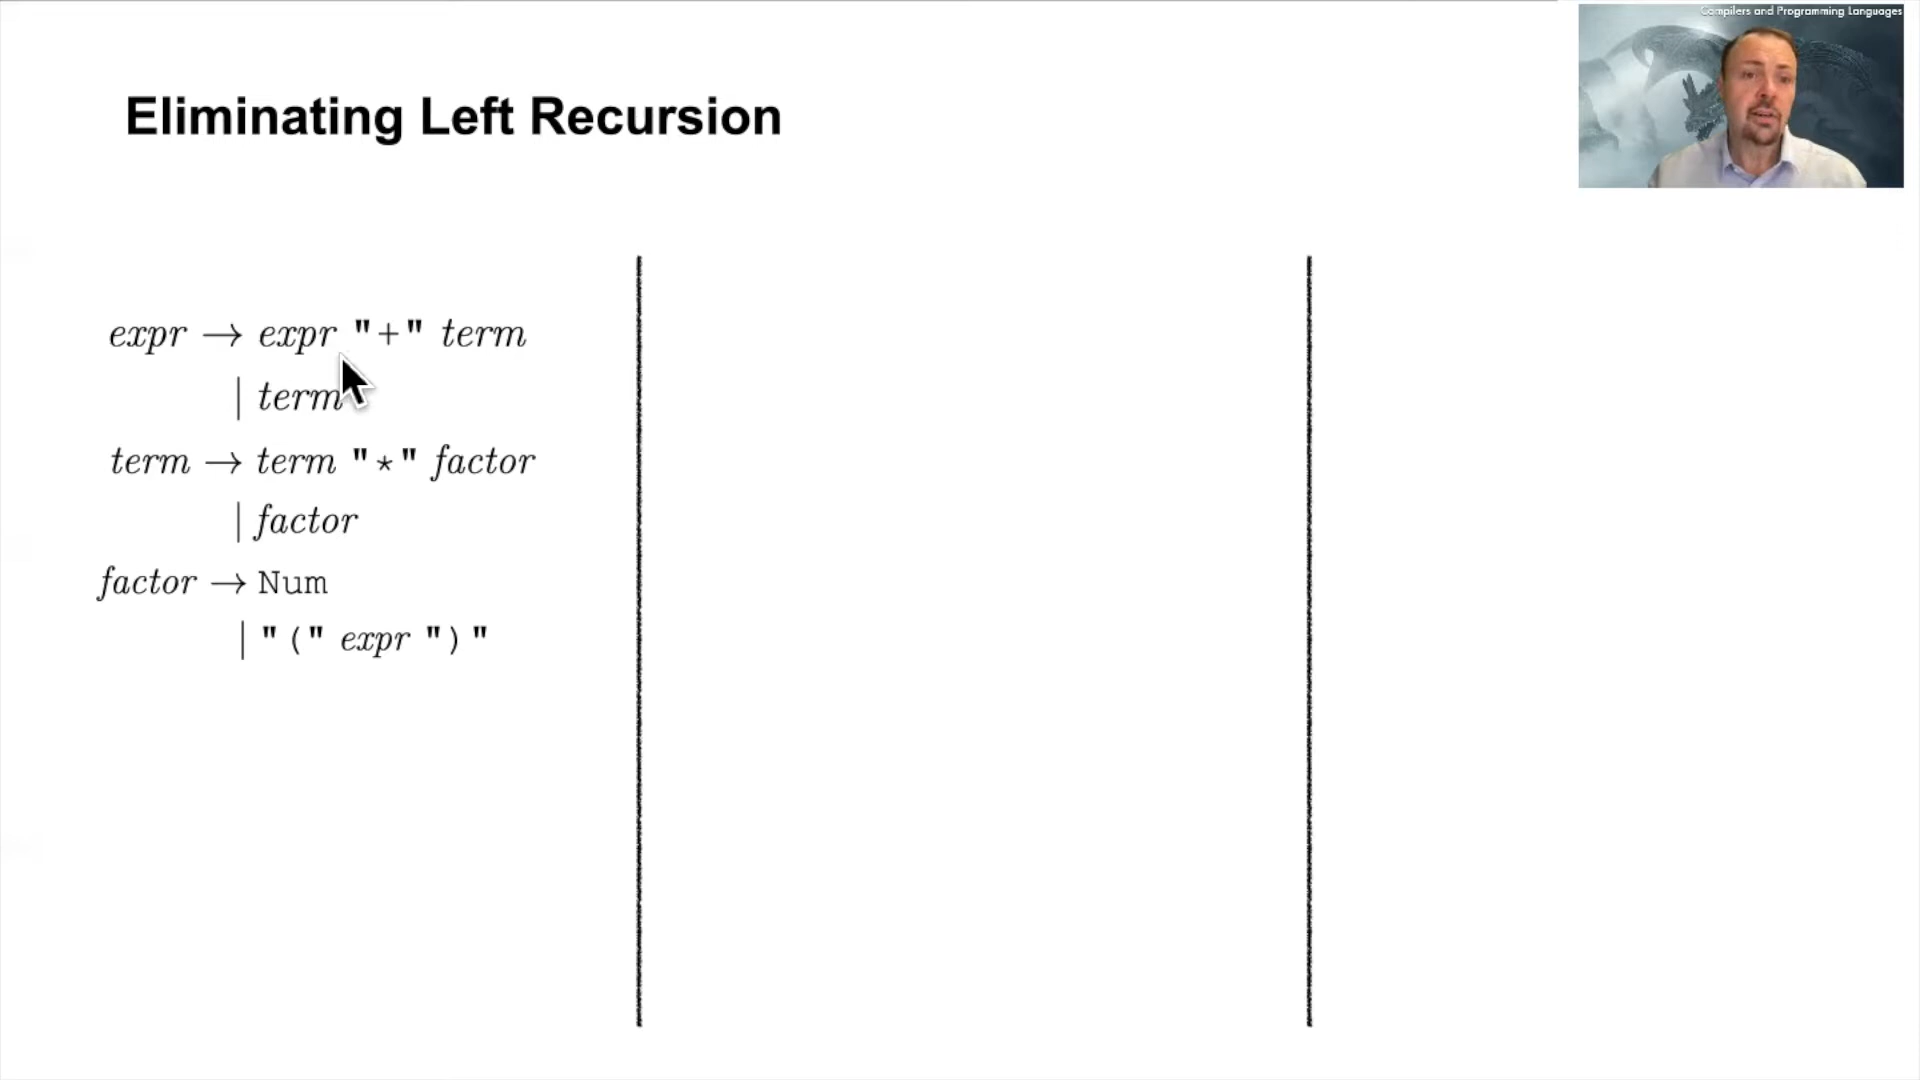 Compilers and Programming Languages
Eliminating Left Recursion
expr → expr "+" term
| term
term → term "*" factor
| factor
factor → Num
| "(" expr ")"